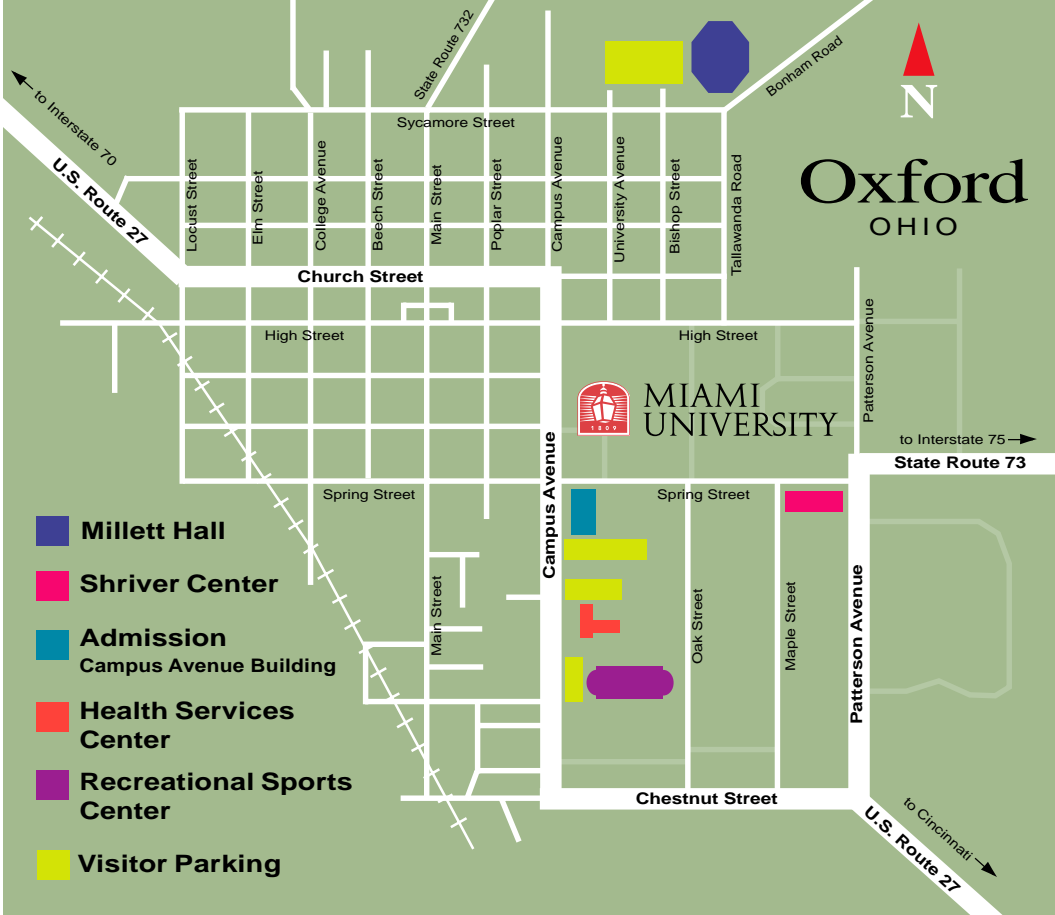 State Route 732
Bonham Road
N
to Interstate 70
U.S. Route 27
Sycamore Street
Locust Street
Elm Street
College Avenue
Beech Street
Main Street
Poplar Street
Campus Avenue
University Avenue
Bishop Street
Tallawanda Road
Oxford
OHIO
Church Street
High Street
High Street
Patterson Avenue
MIAMI
UNIVERSITY
1809
to Interstate 75
State Route 73
Spring Street
Spring Street
Campus Avenue
Main Street
Oak Street
Maple Street
Patterson Avenue
Millett Hall
Shriver Center
Admission
Campus Avenue Building
Health Services
Center
Recreational Sports
Center
Visitor Parking
Chestnut Street
to Cincinnati
U.S. Route 27